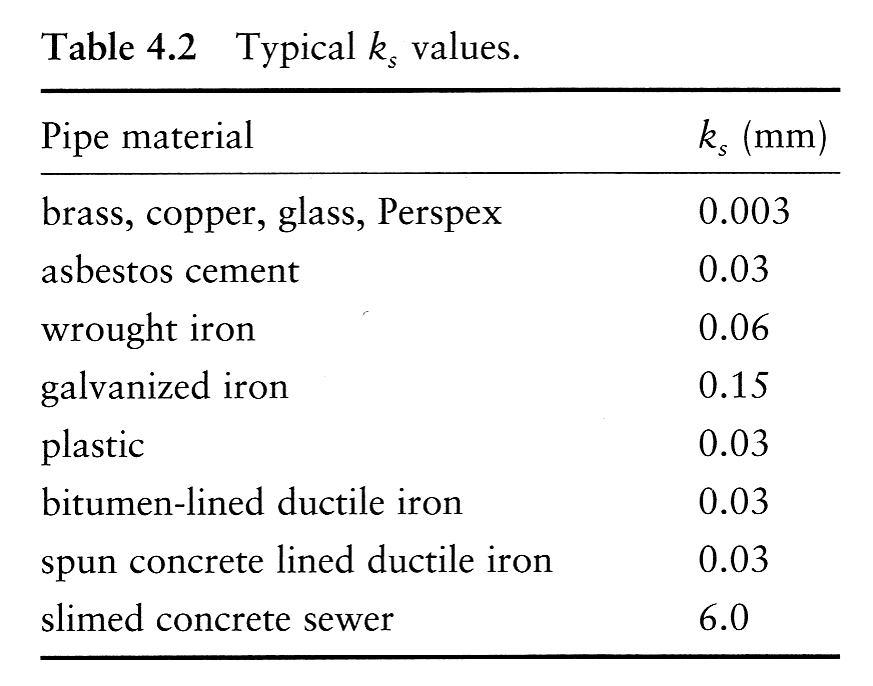 Table 4.2 Typical kₛ values.
Pipe material kₛ (mm)
brass, copper, glass, Perspex 0.003
asbestos cement 0.03
wrought iron 0.06
galvanized iron 0.15
plastic 0.03
bitumen-lined ductile iron 0.03
spun concrete lined ductile iron 0.03
slimed concrete sewer 6.0